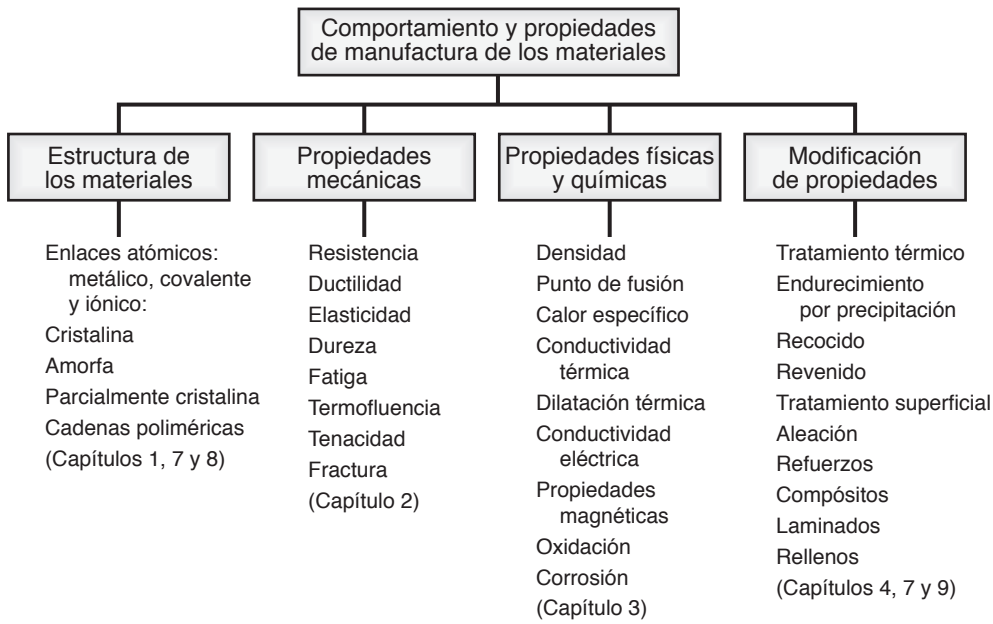 Comportamiento y propiedades
de manufactura de los materiales
Estructura de
los materiales
Enlaces atómicos:
metálico, covalente
y iónico:
Cristalina
Amorfa
Parcialmente cristalina
Cadenas poliméricas
(Capítulos 1, 7 y 8)
Propiedades
mecánicas
Resistencia
Ductilidad
Elasticidad
Dureza
Fatiga
Termofluencia
Tenacidad
Fractura
(Capítulo 2)
Propiedades físicas
y químicas
Densidad
Punto de fusión
Calor específico
Conductividad
térmica
Dilatación térmica
Conductividad
eléctrica
Propiedades
magnéticas
Oxidación
Corrosión
(Capítulo 3)
Modificación
de propiedades
Tratamiento térmico
Endurecimiento
por precipitación
Recocido
Revenido
Tratamiento superficial
Aleación
Refuerzos
Compósitos
Laminados
Rellenos
(Capítulos 4, 7 y 9)